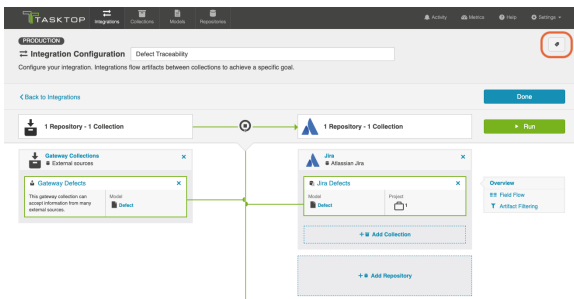 TASKTOP
Integrations
Collections
Models
Repositories
Activity
Metrics
Help
Settings
PRODUCTION
Integration Configuration
Defect Traceability
Configure your integration. Integrations flow artifacts between collections to achieve a specific goal.
Back to Integrations
Done
1 Repository - 1 Collection
1 Repository - 1 Collection
Run
Gateway Collections
External sources
Jira
Atlassian Jira
Gateway Defects
This gateway collection can
accept information from many
external sources.
Model
Defect
Jira Defects
Model
Defect
Project
1
Overview
Field Flow
Artifact Filtering
+ Add Collection
+ Add Repository